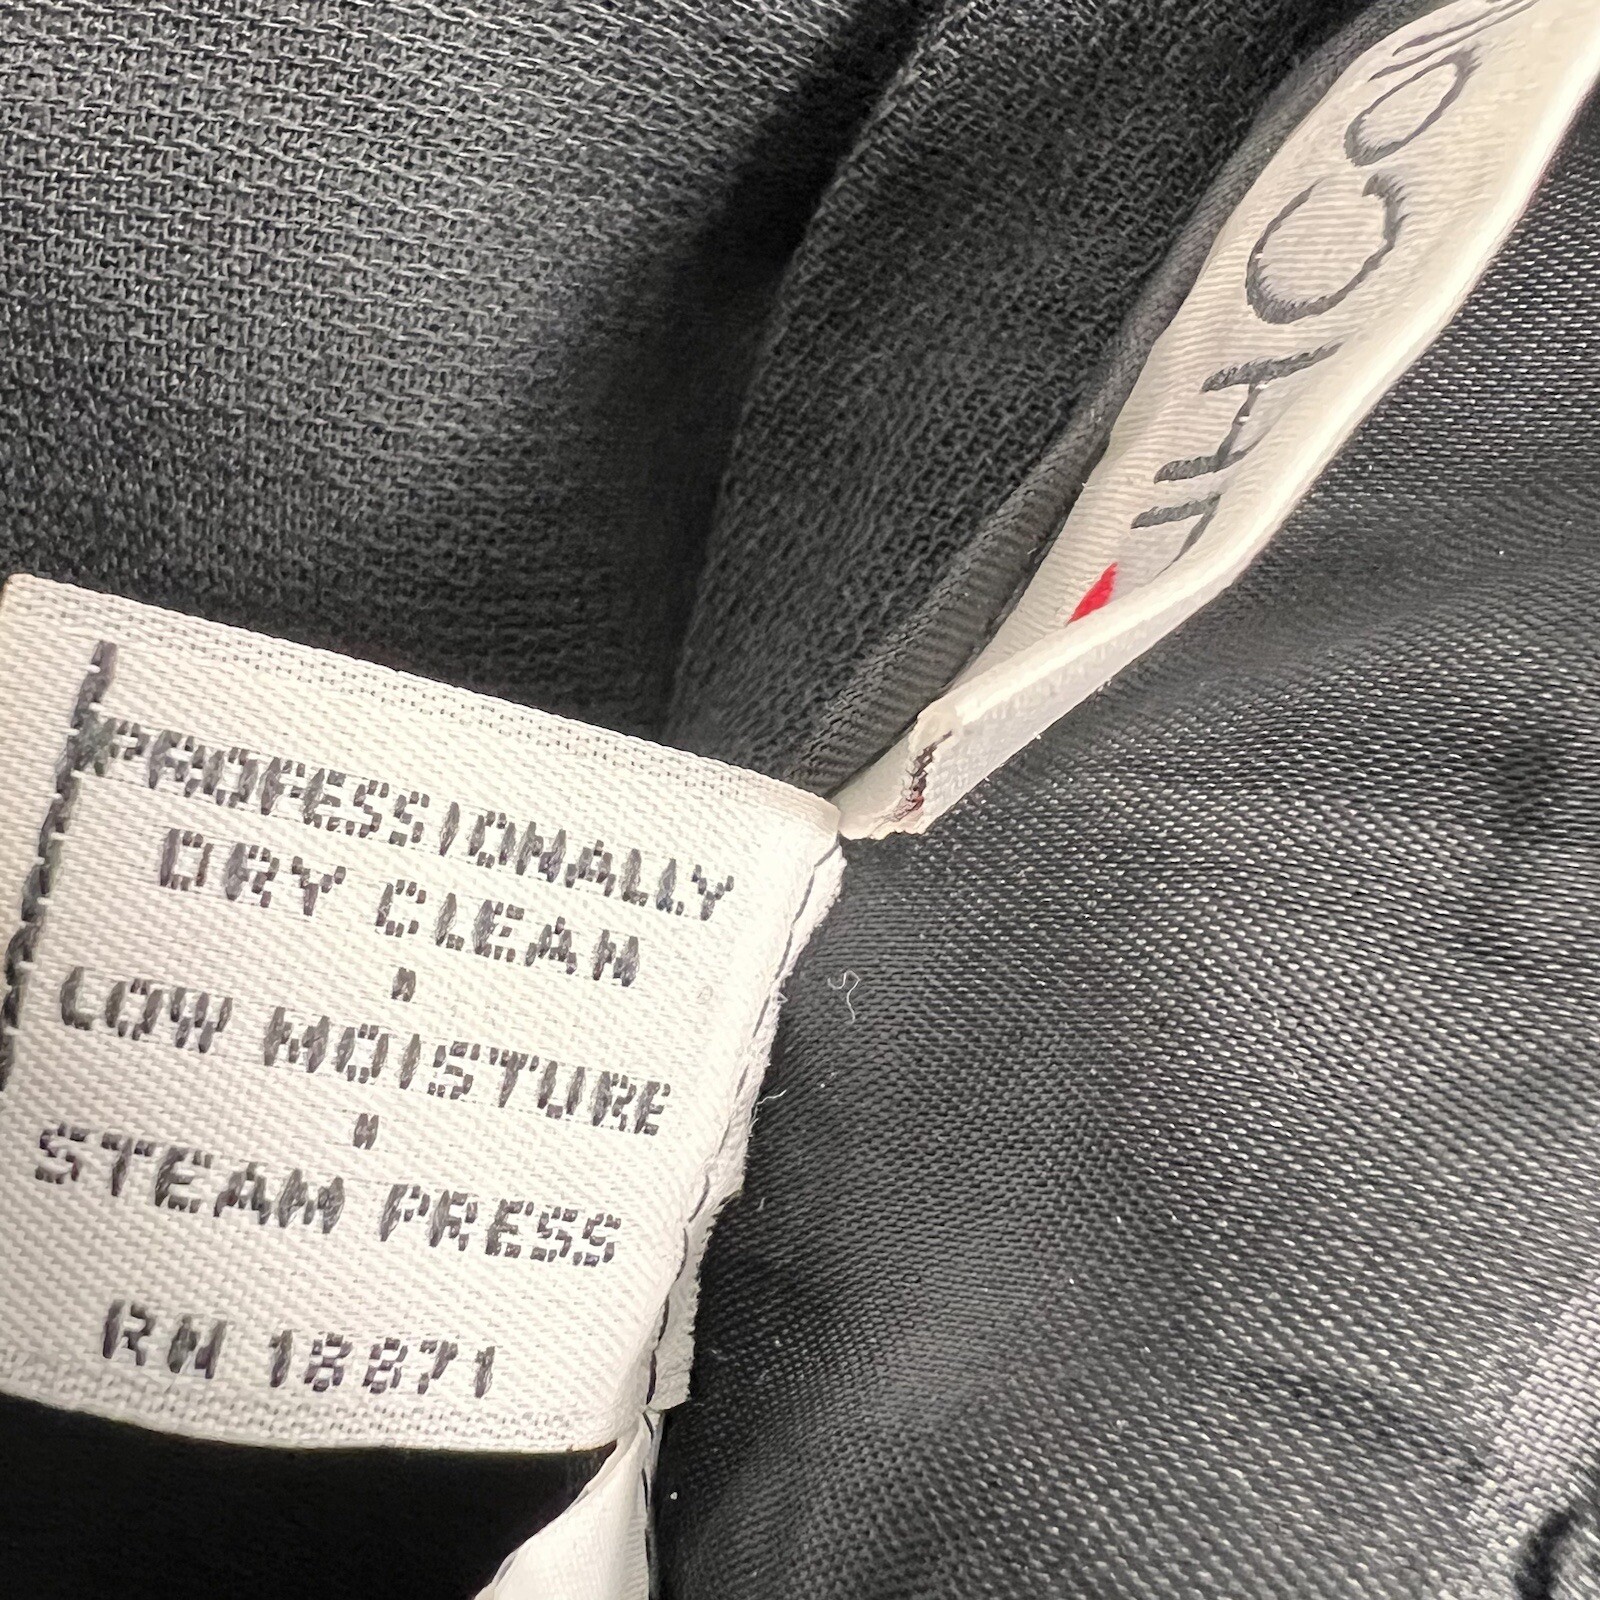 PROFESSIONALLY
DRY CLEAN
LOW MOISTURE
STEAM PRESS
RN 18871